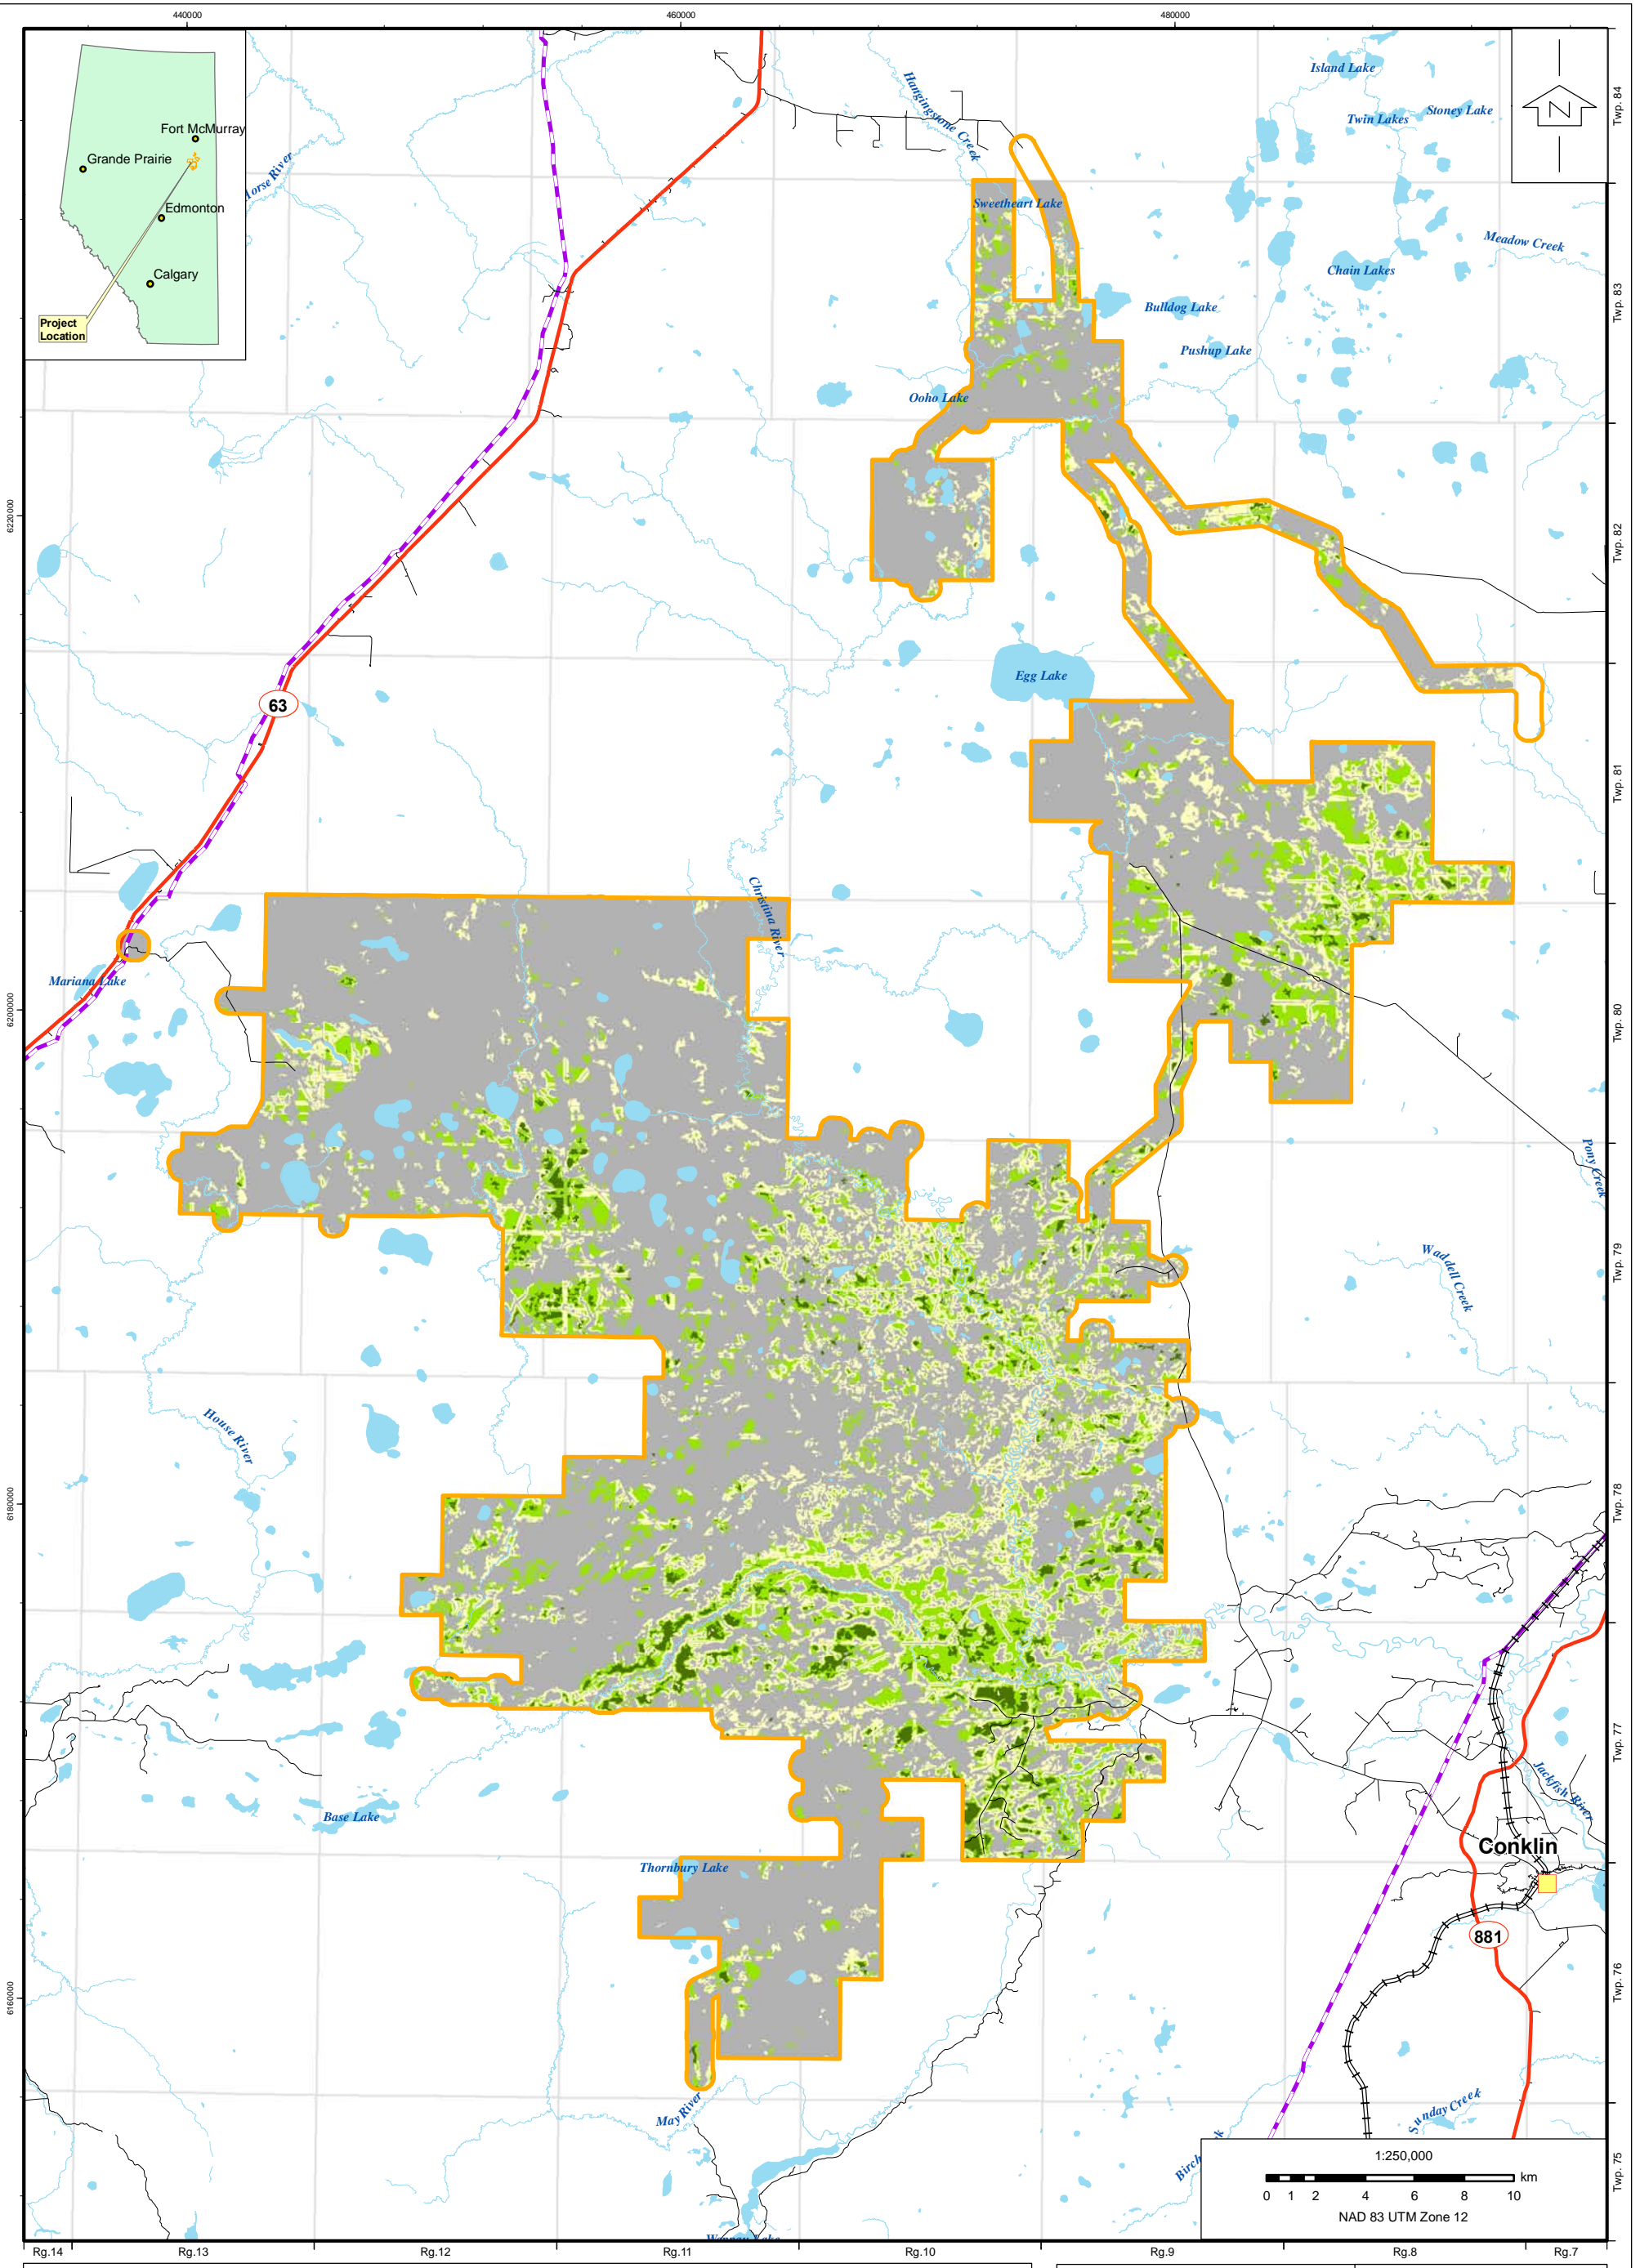 440000
460000
480000
Fort McMurray
Grande Prairie
Edmonton
Calgary
Project
Location
N
Island Lake
Stoney Lake
Twin Lakes
Hangingstone Creek
Sweetheart Lake
Meadow Creek
Chain Lakes
Bulldog Lake
Pushup Lake
Ooho Lake
Egg Lake
63
Christina River
Mariana Lake
Pony Creek
Waddell Creek
House River
Base Lake
Thornbury Lake
Jackfish River
Conklin
881
May River
Sunday Creek
Birch
1:250,000
km
0 1 2 4 6 8 10
NAD 83 UTM Zone 12
6220000
6200000
6180000
6160000
Twp. 84
Twp. 83
Twp. 82
Twp. 81
Twp. 80
Twp. 79
Twp. 78
Twp. 77
Twp. 76
Twp. 75
Rg.14
Rg.13
Rg.12
Rg.11
Rg.10
Rg.9
Rg.8
Rg.7